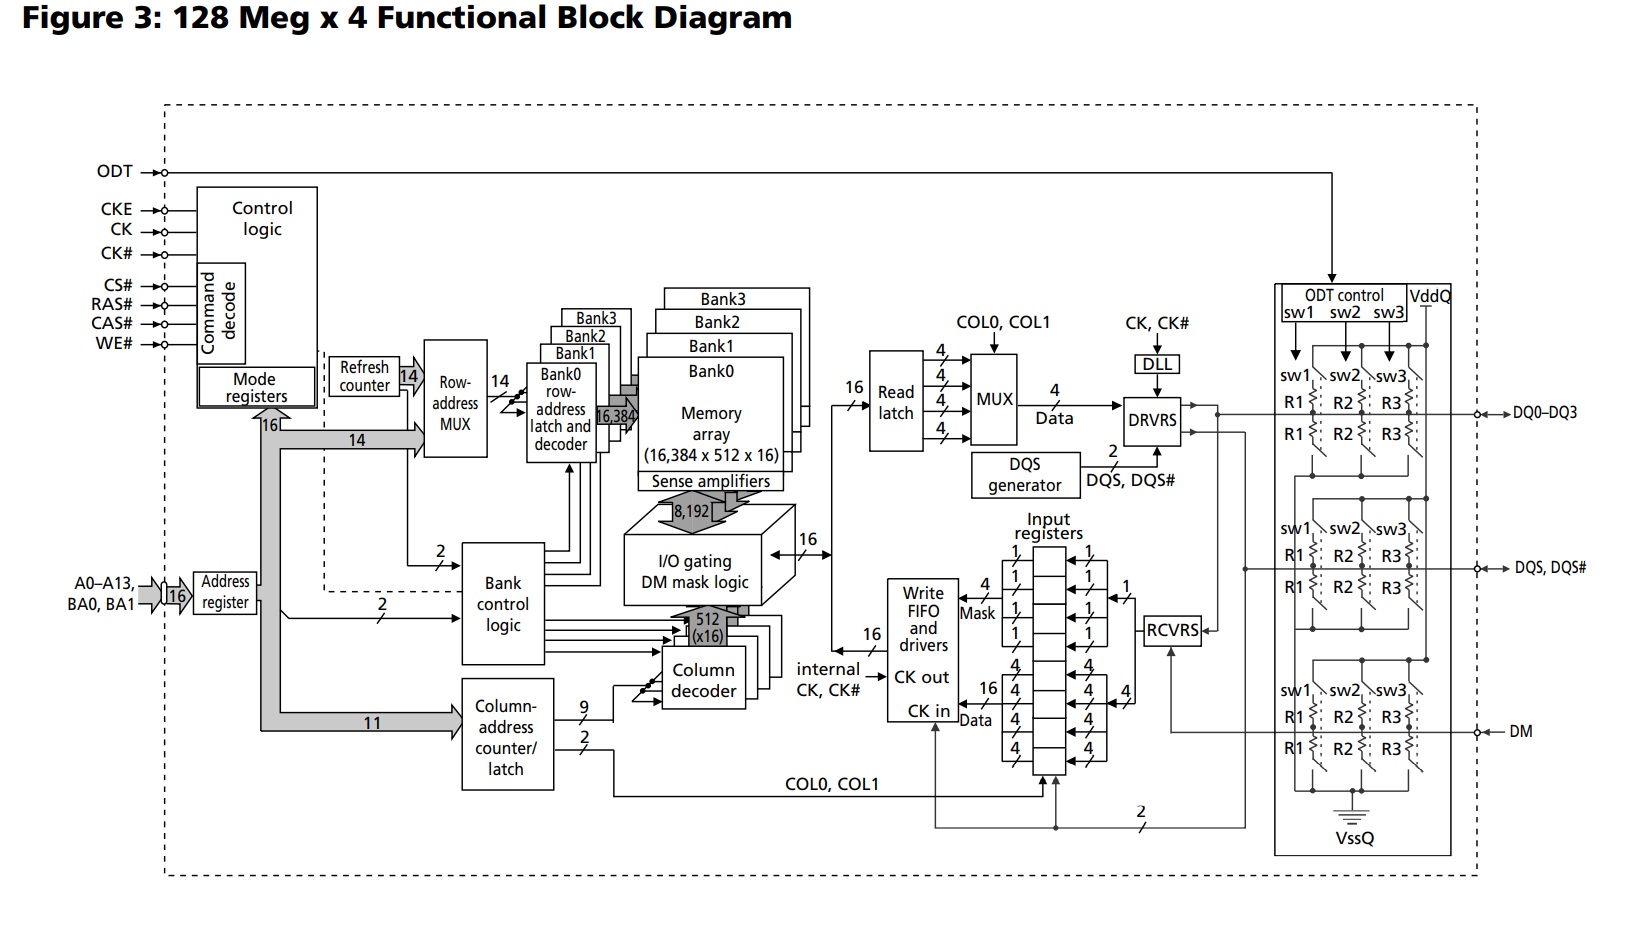 Figure 3: 128 Meg x 4 Functional Block Diagram
ODT
CKE
CK
CK#
CS#
RAS#
CAS#
WE#
Control
logic
Command
decode
Mode
registers
16
Refresh
counter
14
14
Row-
address
MUX
14
Bank3
Bank2
Bank1
Bank0
row-
address
latch and
decoder
16,384
Bank3
Bank2
Bank1
Bank0
Memory
array
(16,384 x 512 x 16)
Sense amplifiers
8,192
I/O gating
DM mask logic
16
512
(x16)
Column
decoder
A0–A13,
BA0, BA1
16
Address
register
2
2
Bank
control
logic
11
Column-
address
counter/
latch
9
2
COL0, COL1
16
Read
latch
4
4
4
4
COL0, COL1
MUX
4
Data
CK, CK#
DLL
DRVRS
DQS
generator
2
DQS, DQS#
Input
registers
1
1
1
1
1
1
1
1
4
4
4
4
4
4
4
4
1
4
RCVRS
4
Mask
16
Data
Write
FIFO
and
drivers
CK out
CK in
16
internal
CK, CK#
2
ODT control
VddQ
sw1 sw2 sw3
sw1 sw2 sw3
R1 R2 R3
R1 R2 R3
sw1 sw2 sw3
R1 R2 R3
R1 R2 R3
sw1 sw2 sw3
R1 R2 R3
R1 R2 R3
VssQ
DQ0–DQ3
DQS, DQS#
DM